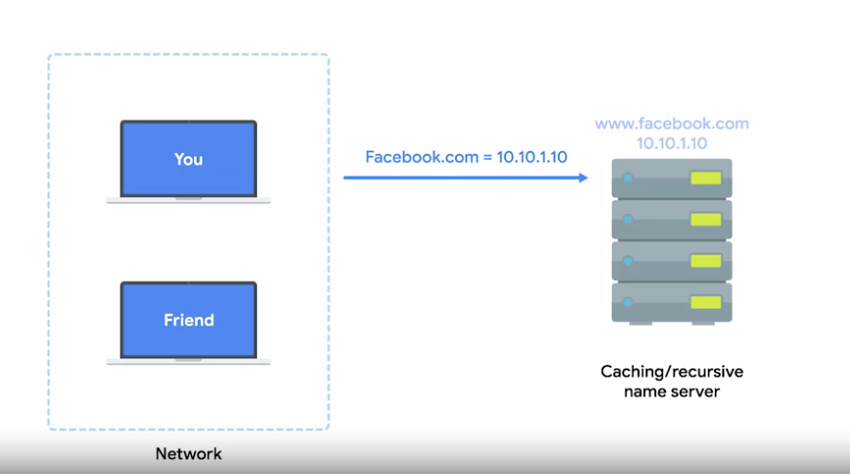 You
Friend
Network
Facebook.com = 10.10.1.10
www.facebook.com
10.10.1.10
Caching/recursive
name server